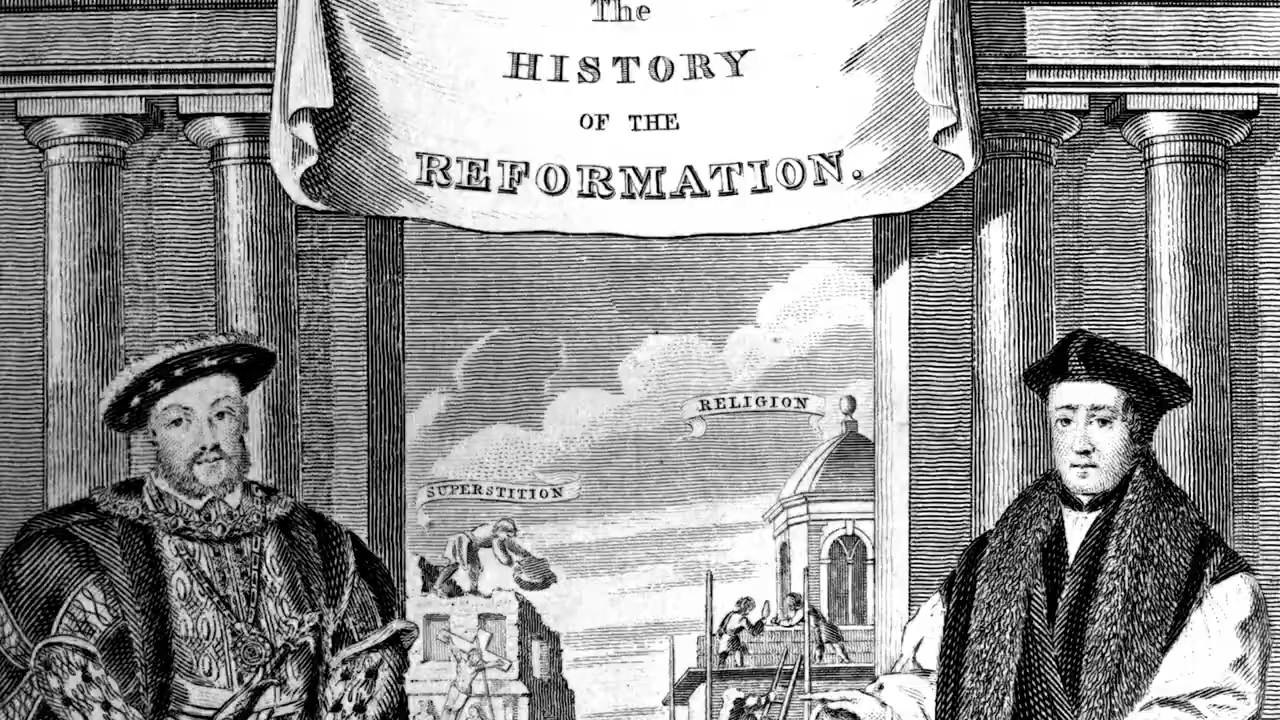 The
HISTORY
OF THE
REFORMATION.
RELIGION
SUPERSTITION